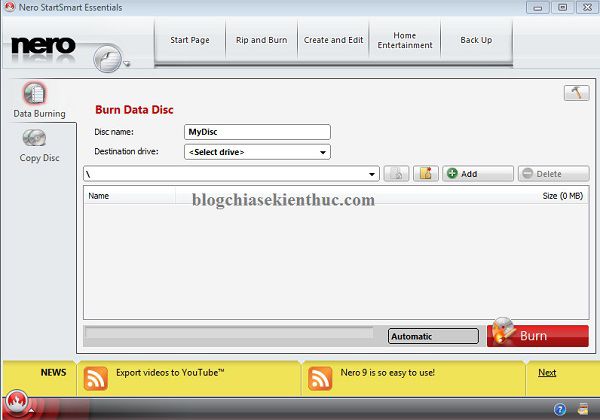 Nero StartSmart Essentials
nero
Start Page
Rip and Burn
Create and Edit
Home
Entertainment
Back Up
Data Burning
Copy Disc
Burn Data Disc
Disc name:
MyDisc
Destination drive:
<Select drive>
\
Add
Delete
Name
Size (0 MB)
blogchiasekienthuc.com
Automatic
Burn
NEWS
Export videos to YouTube™
Nero 9 is so easy to use!
Next